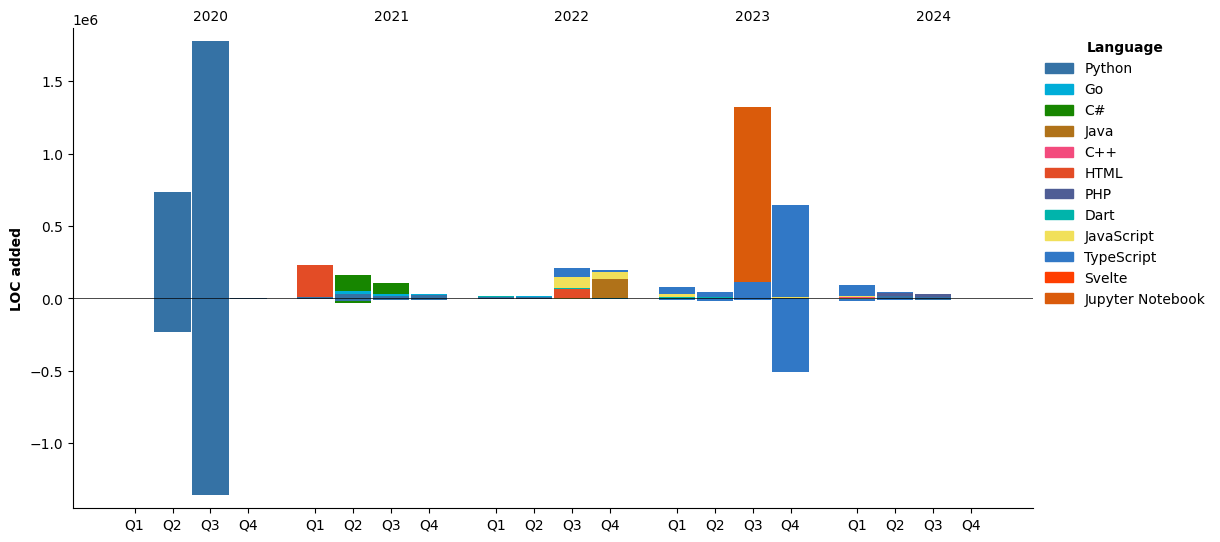 1e6
2020 2021 2022 2023 2024
Language
Python
Go
C#
Java
C++
HTML
PHP
Dart
JavaScript
TypeScript
Svelte
Jupyter Notebook
LOC added
1.5
1.0
0.5
0.0
−0.5
−1.0
Q1 Q2 Q3 Q4 Q1 Q2 Q3 Q4 Q1 Q2 Q3 Q4 Q1 Q2 Q3 Q4 Q1 Q2 Q3 Q4